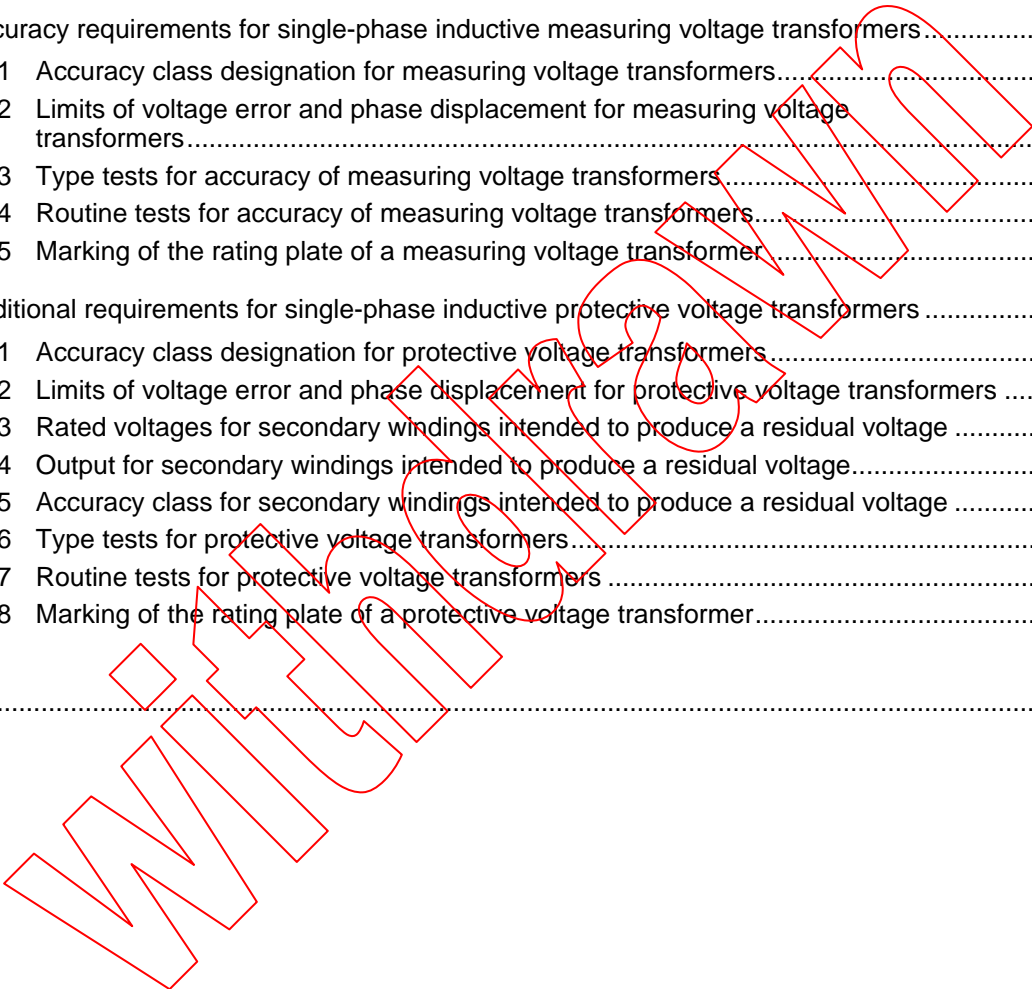 curacy requirements for single-phase inductive measuring voltage transformers................
1 Accuracy class designation for measuring voltage transformers................
2 Limits of voltage error and phase displacement for measuring voltage
transformers................
3 Type tests for accuracy of measuring voltage transformers................
4 Routine tests for accuracy of measuring voltage transformers................
5 Marking of the rating plate of a measuring voltage transformer................
ditional requirements for single-phase inductive protective voltage transformers................
1 Accuracy class designation for protective voltage transformers................
2 Limits of voltage error and phase displacement for protective voltage transformers ....
3 Rated voltages for secondary windings intended to produce a residual voltage ............
4 Output for secondary windings intended to produce a residual voltage................
5 Accuracy class for secondary windings intended to produce a residual voltage ............
6 Type tests for protective voltage transformers................
7 Routine tests for protective voltage transformers ................
8 Marking of the rating plate of a protective voltage transformer................
................
withdrawn